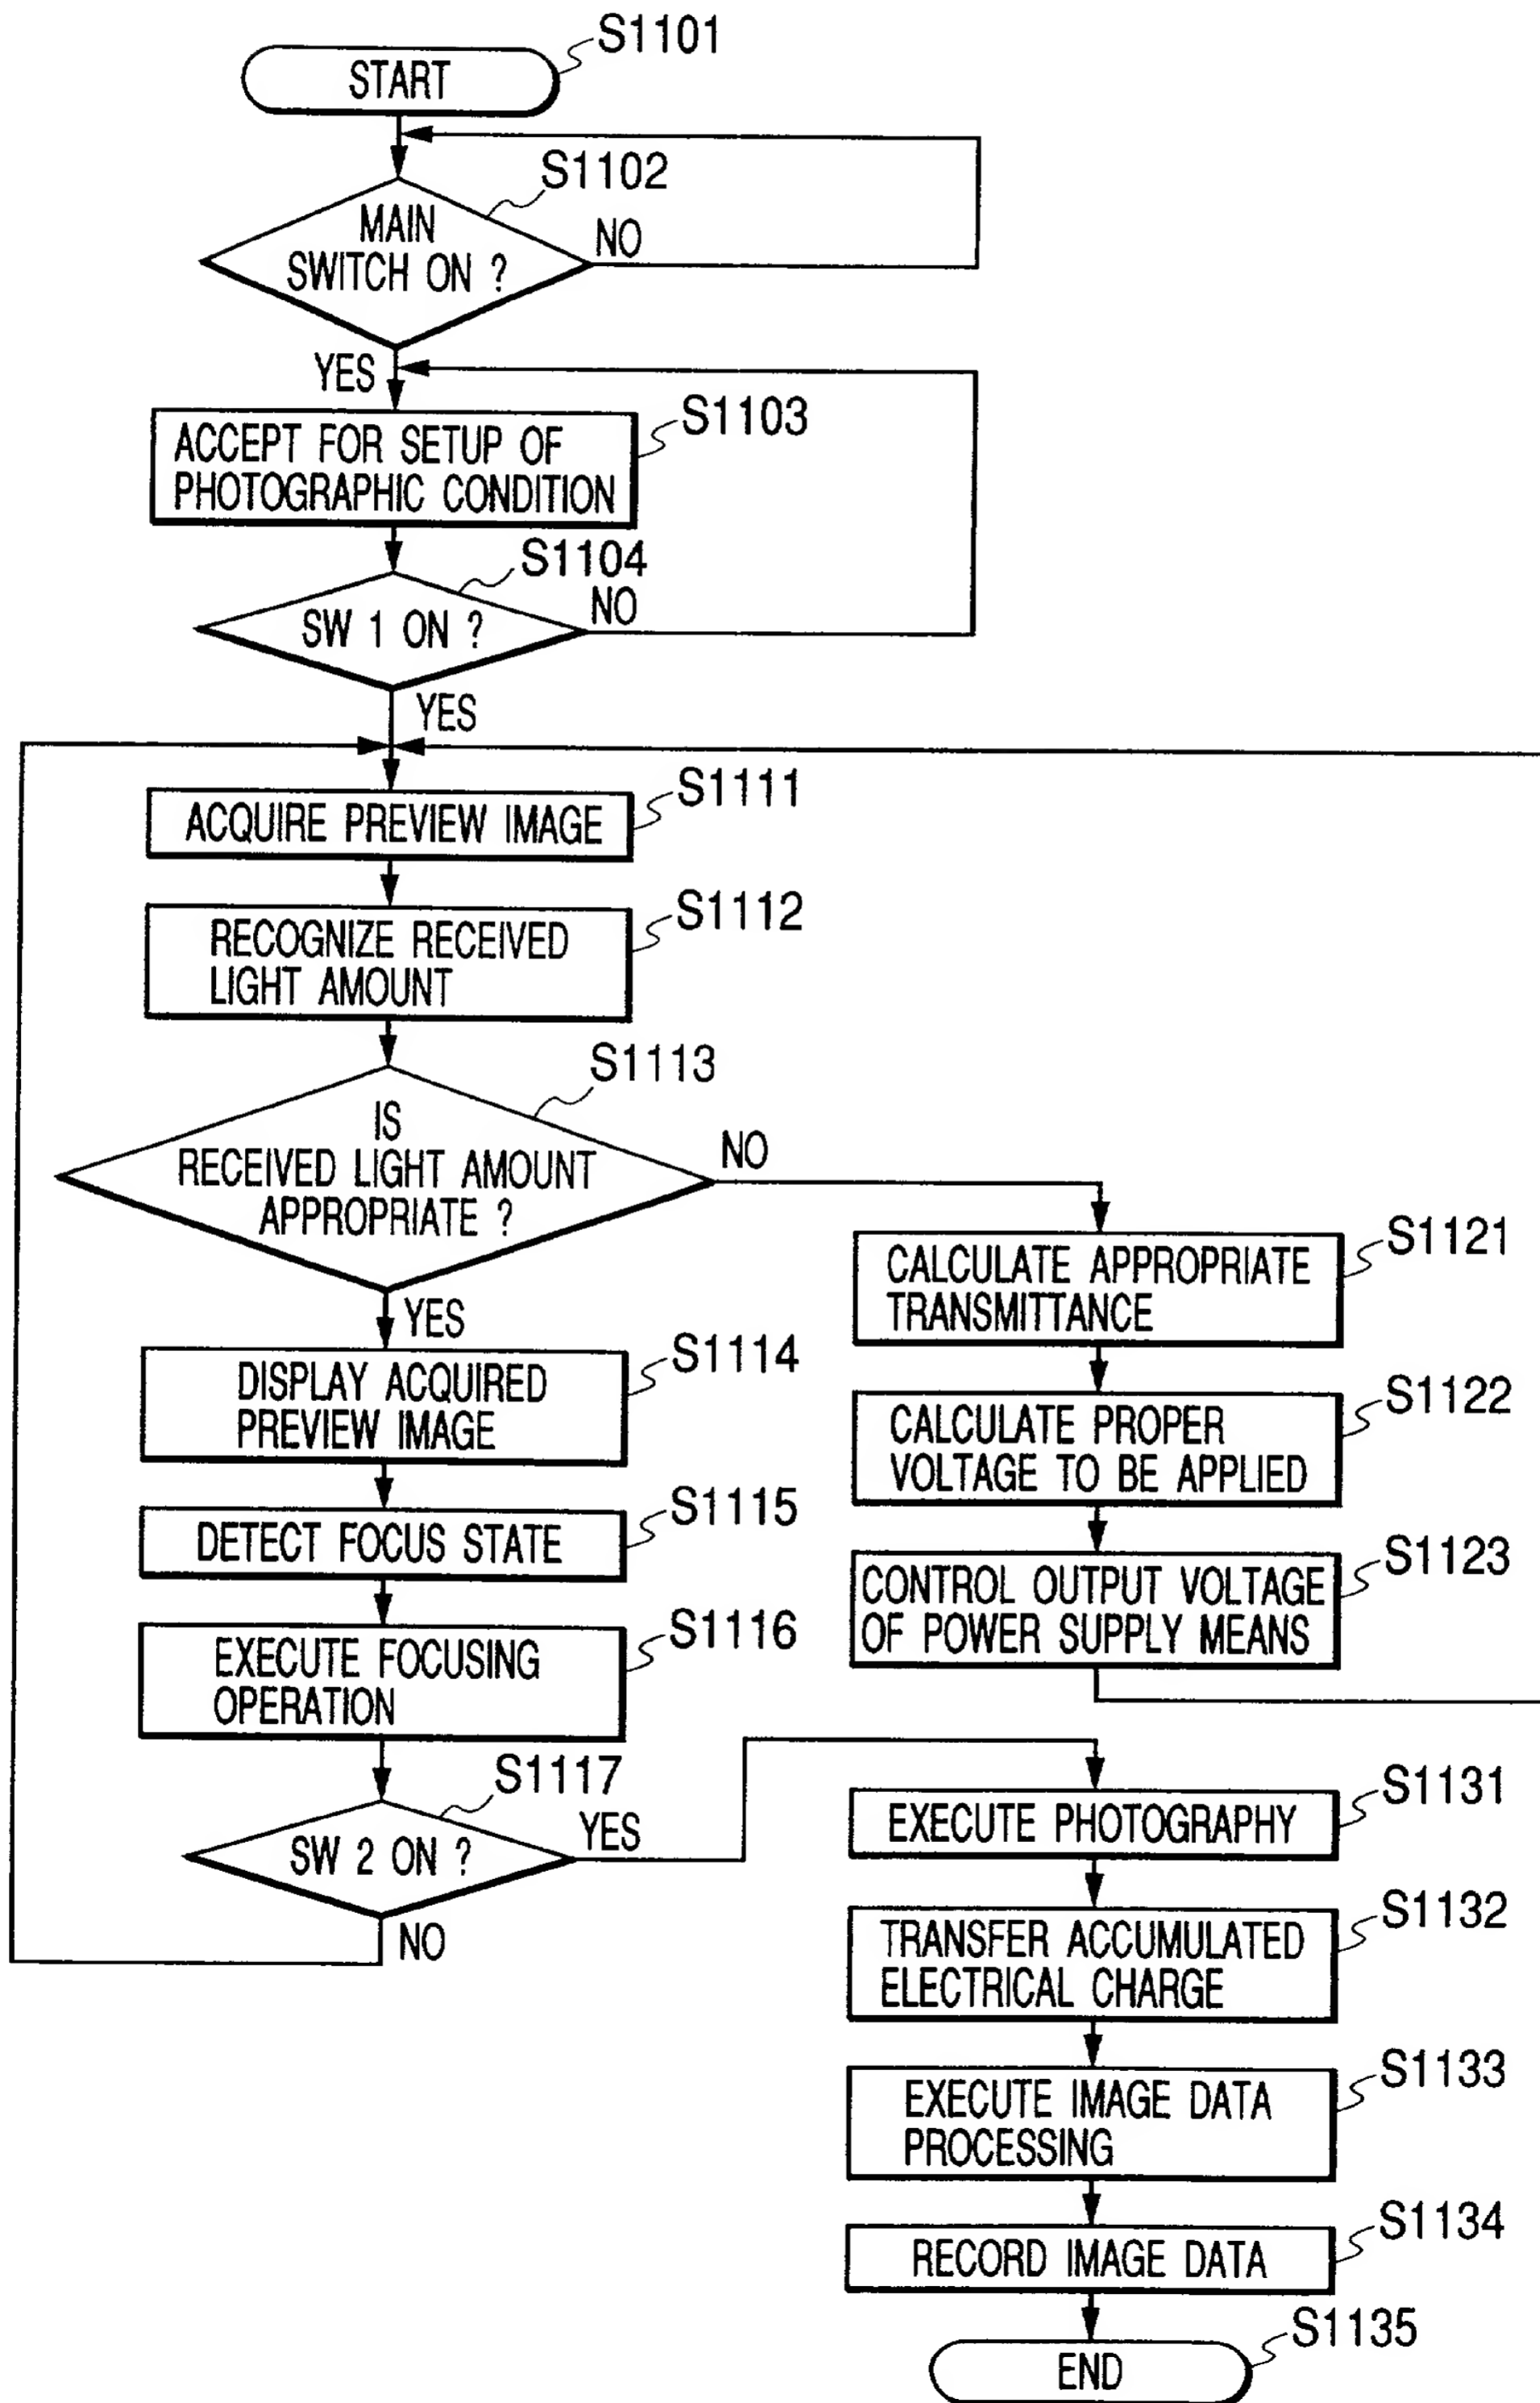 S1101
START
S1102
MAIN
SWITCH ON ?
NO
YES
S1103
ACCEPT FOR SETUP OF
PHOTOGRAPHIC CONDITION
S1104
SW 1 ON ?
NO
YES
S1111
ACQUIRE PREVIEW IMAGE
S1112
RECOGNIZE RECEIVED
LIGHT AMOUNT
S1113
IS
RECEIVED LIGHT AMOUNT
APPROPRIATE ?
NO
YES
S1114
DISPLAY ACQUIRED
PREVIEW IMAGE
S1115
DETECT FOCUS STATE
S1116
EXECUTE FOCUSING
OPERATION
S1117
SW 2 ON ?
YES
NO
S1121
CALCULATE APPROPRIATE
TRANSMITTANCE
S1122
CALCULATE PROPER
VOLTAGE TO BE APPLIED
S1123
CONTROL OUTPUT VOLTAGE
OF POWER SUPPLY MEANS
S1131
EXECUTE PHOTOGRAPHY
S1132
TRANSFER ACCUMULATED
ELECTRICAL CHARGE
S1133
EXECUTE IMAGE DATA
PROCESSING
S1134
RECORD IMAGE DATA
S1135
END